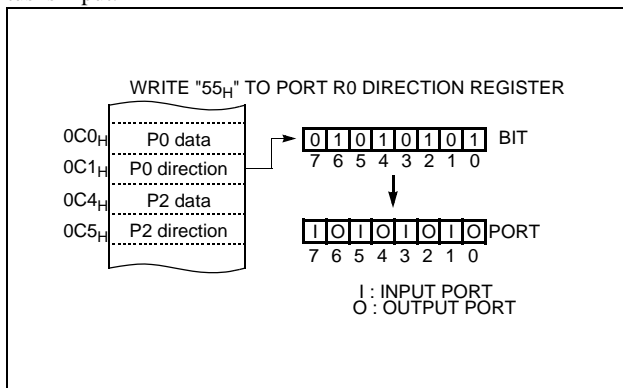 WRITE "55H" TO PORT R0 DIRECTION REGISTER
0C0H P0 data
0C1H P0 direction
0C4H P2 data
0C5H P2 direction
0 1 0 1 0 1 0 1 BIT
7 6 5 4 3 2 1 0
I O I O I O I O PORT
7 6 5 4 3 2 1 0
I : INPUT PORT
O : OUTPUT PORT